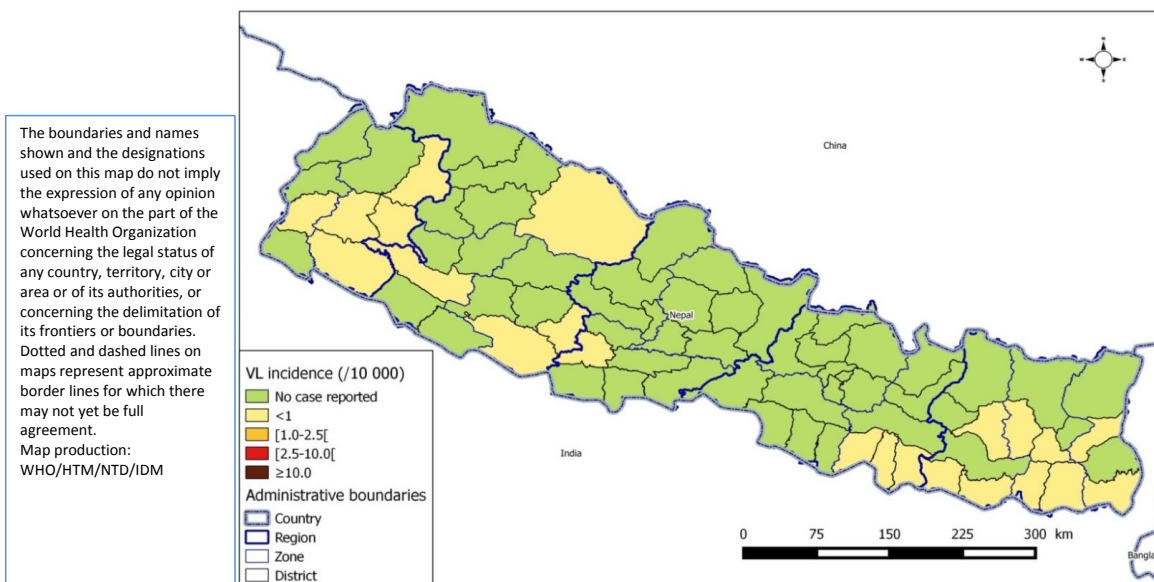 The boundaries and names
shown and the designations
used on this map do not imply
the expression of any opinion
whatsoever on the part of the
World Health Organization
concerning the legal status of
any country, territory, city or
area or of its authorities, or
concerning the delimitation of
its frontiers or boundaries.
Dotted and dashed lines on
maps represent approximate
border lines for which there
may not yet be full
agreement.
Map production:
WHO/HTM/NTD/IDM
China
Nepal
India
VL incidence (/10 000)
No case reported
<1
[1.0-2.5[
[2.5-10.0[
≥10.0
Administrative boundaries
Country
Region
Zone
District
0 75 150 225 300 km
Bangla